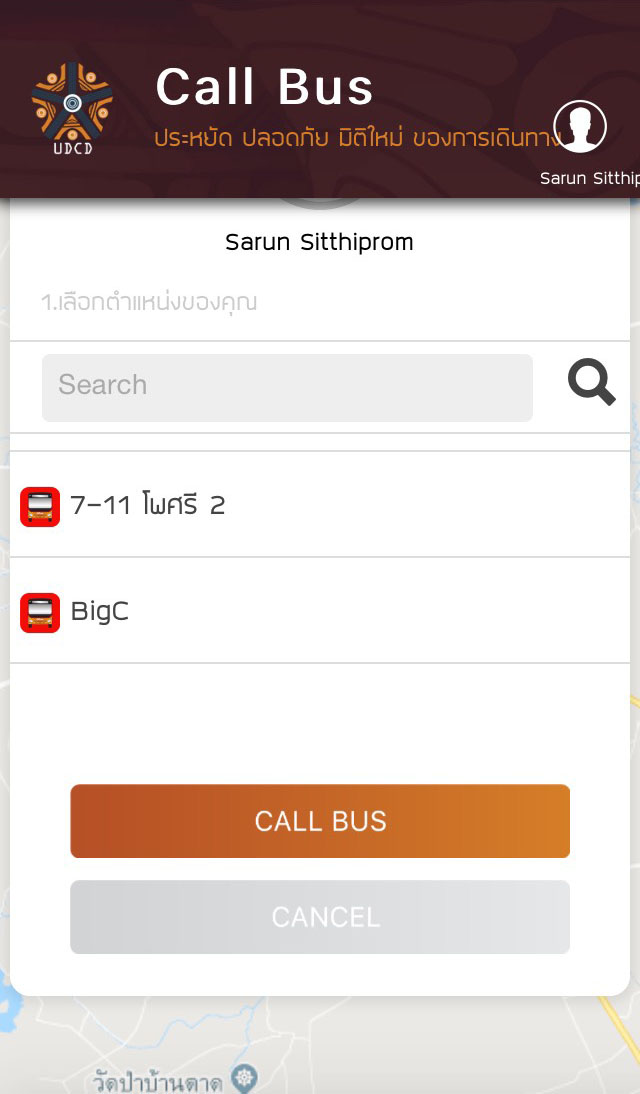 Call Bus
ประหยัด ปลอดภัย มิติใหม่ ของการเดินทาง
UDCD
Sarun Sitthip
Sarun Sitthiprom
1.เลือกตำแหน่งของคุณ
Search
7-11 โพศรี 2
BigC
CALL BUS
CANCEL
วัดป่าบ้านตาด